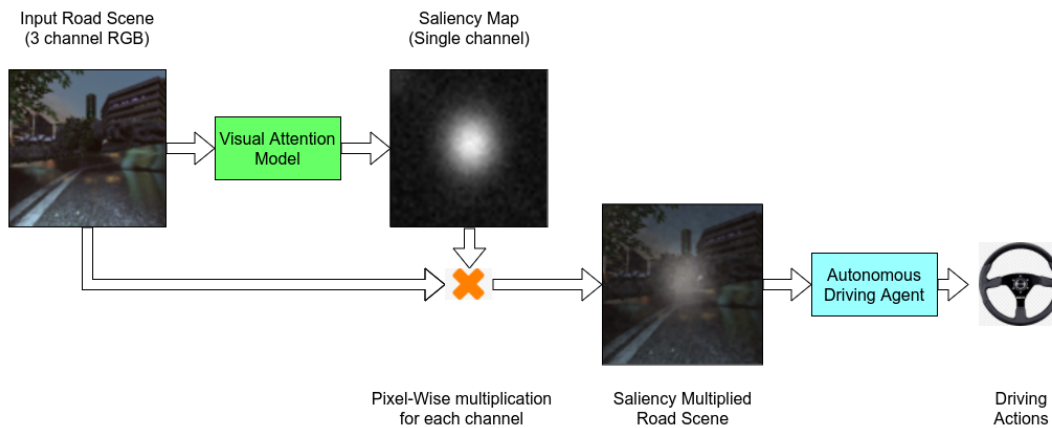 Input Road Scene
(3 channel RGB)
Saliency Map
(Single channel)
Visual Attention
Model
Autonomous
Driving Agent
Pixel-Wise multiplication
for each channel
Saliency Multiplied
Road Scene
Driving
Actions